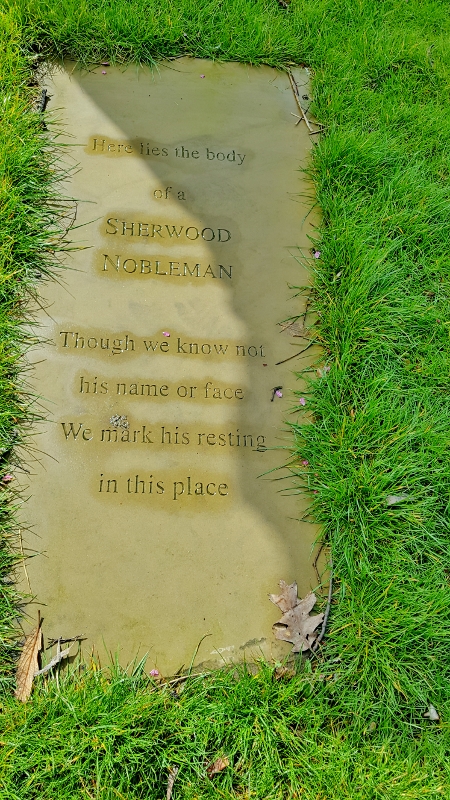 Here lies the body
of a
SHERWOOD
NOBLEMAN
Though we know not
his name or face
We mark his resting
in this place